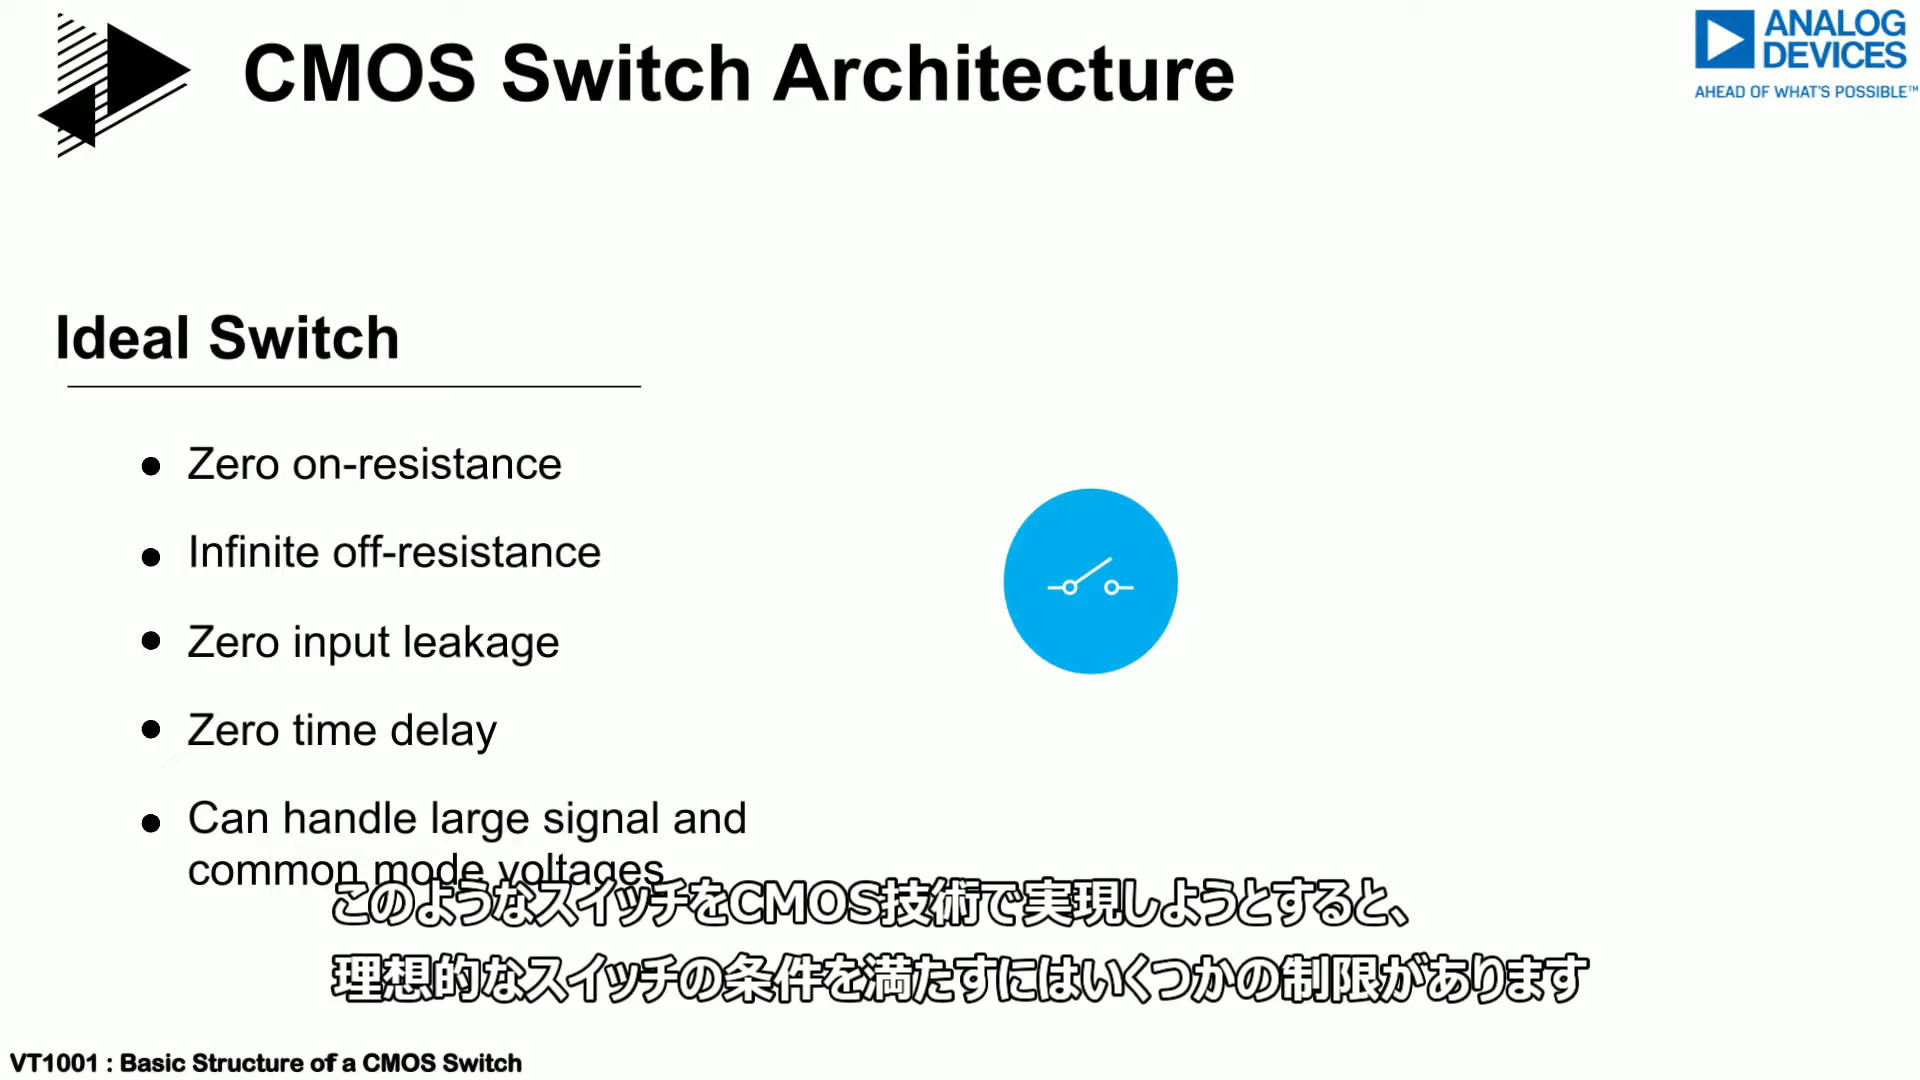 CMOS Switch Architecture
ANALOG
DEVICES
AHEAD OF WHAT'S POSSIBLE™
Ideal Switch
● Zero on-resistance
● Infinite off-resistance
● Zero input leakage
● Zero time delay
● Can handle large signal and
common mode voltages
このようなスイッチをCMOS技術で実現しようとすると、
理想的なスイッチの条件を満たすにはいくつかの制限があります
VT1001 : Basic Structure of a CMOS Switch